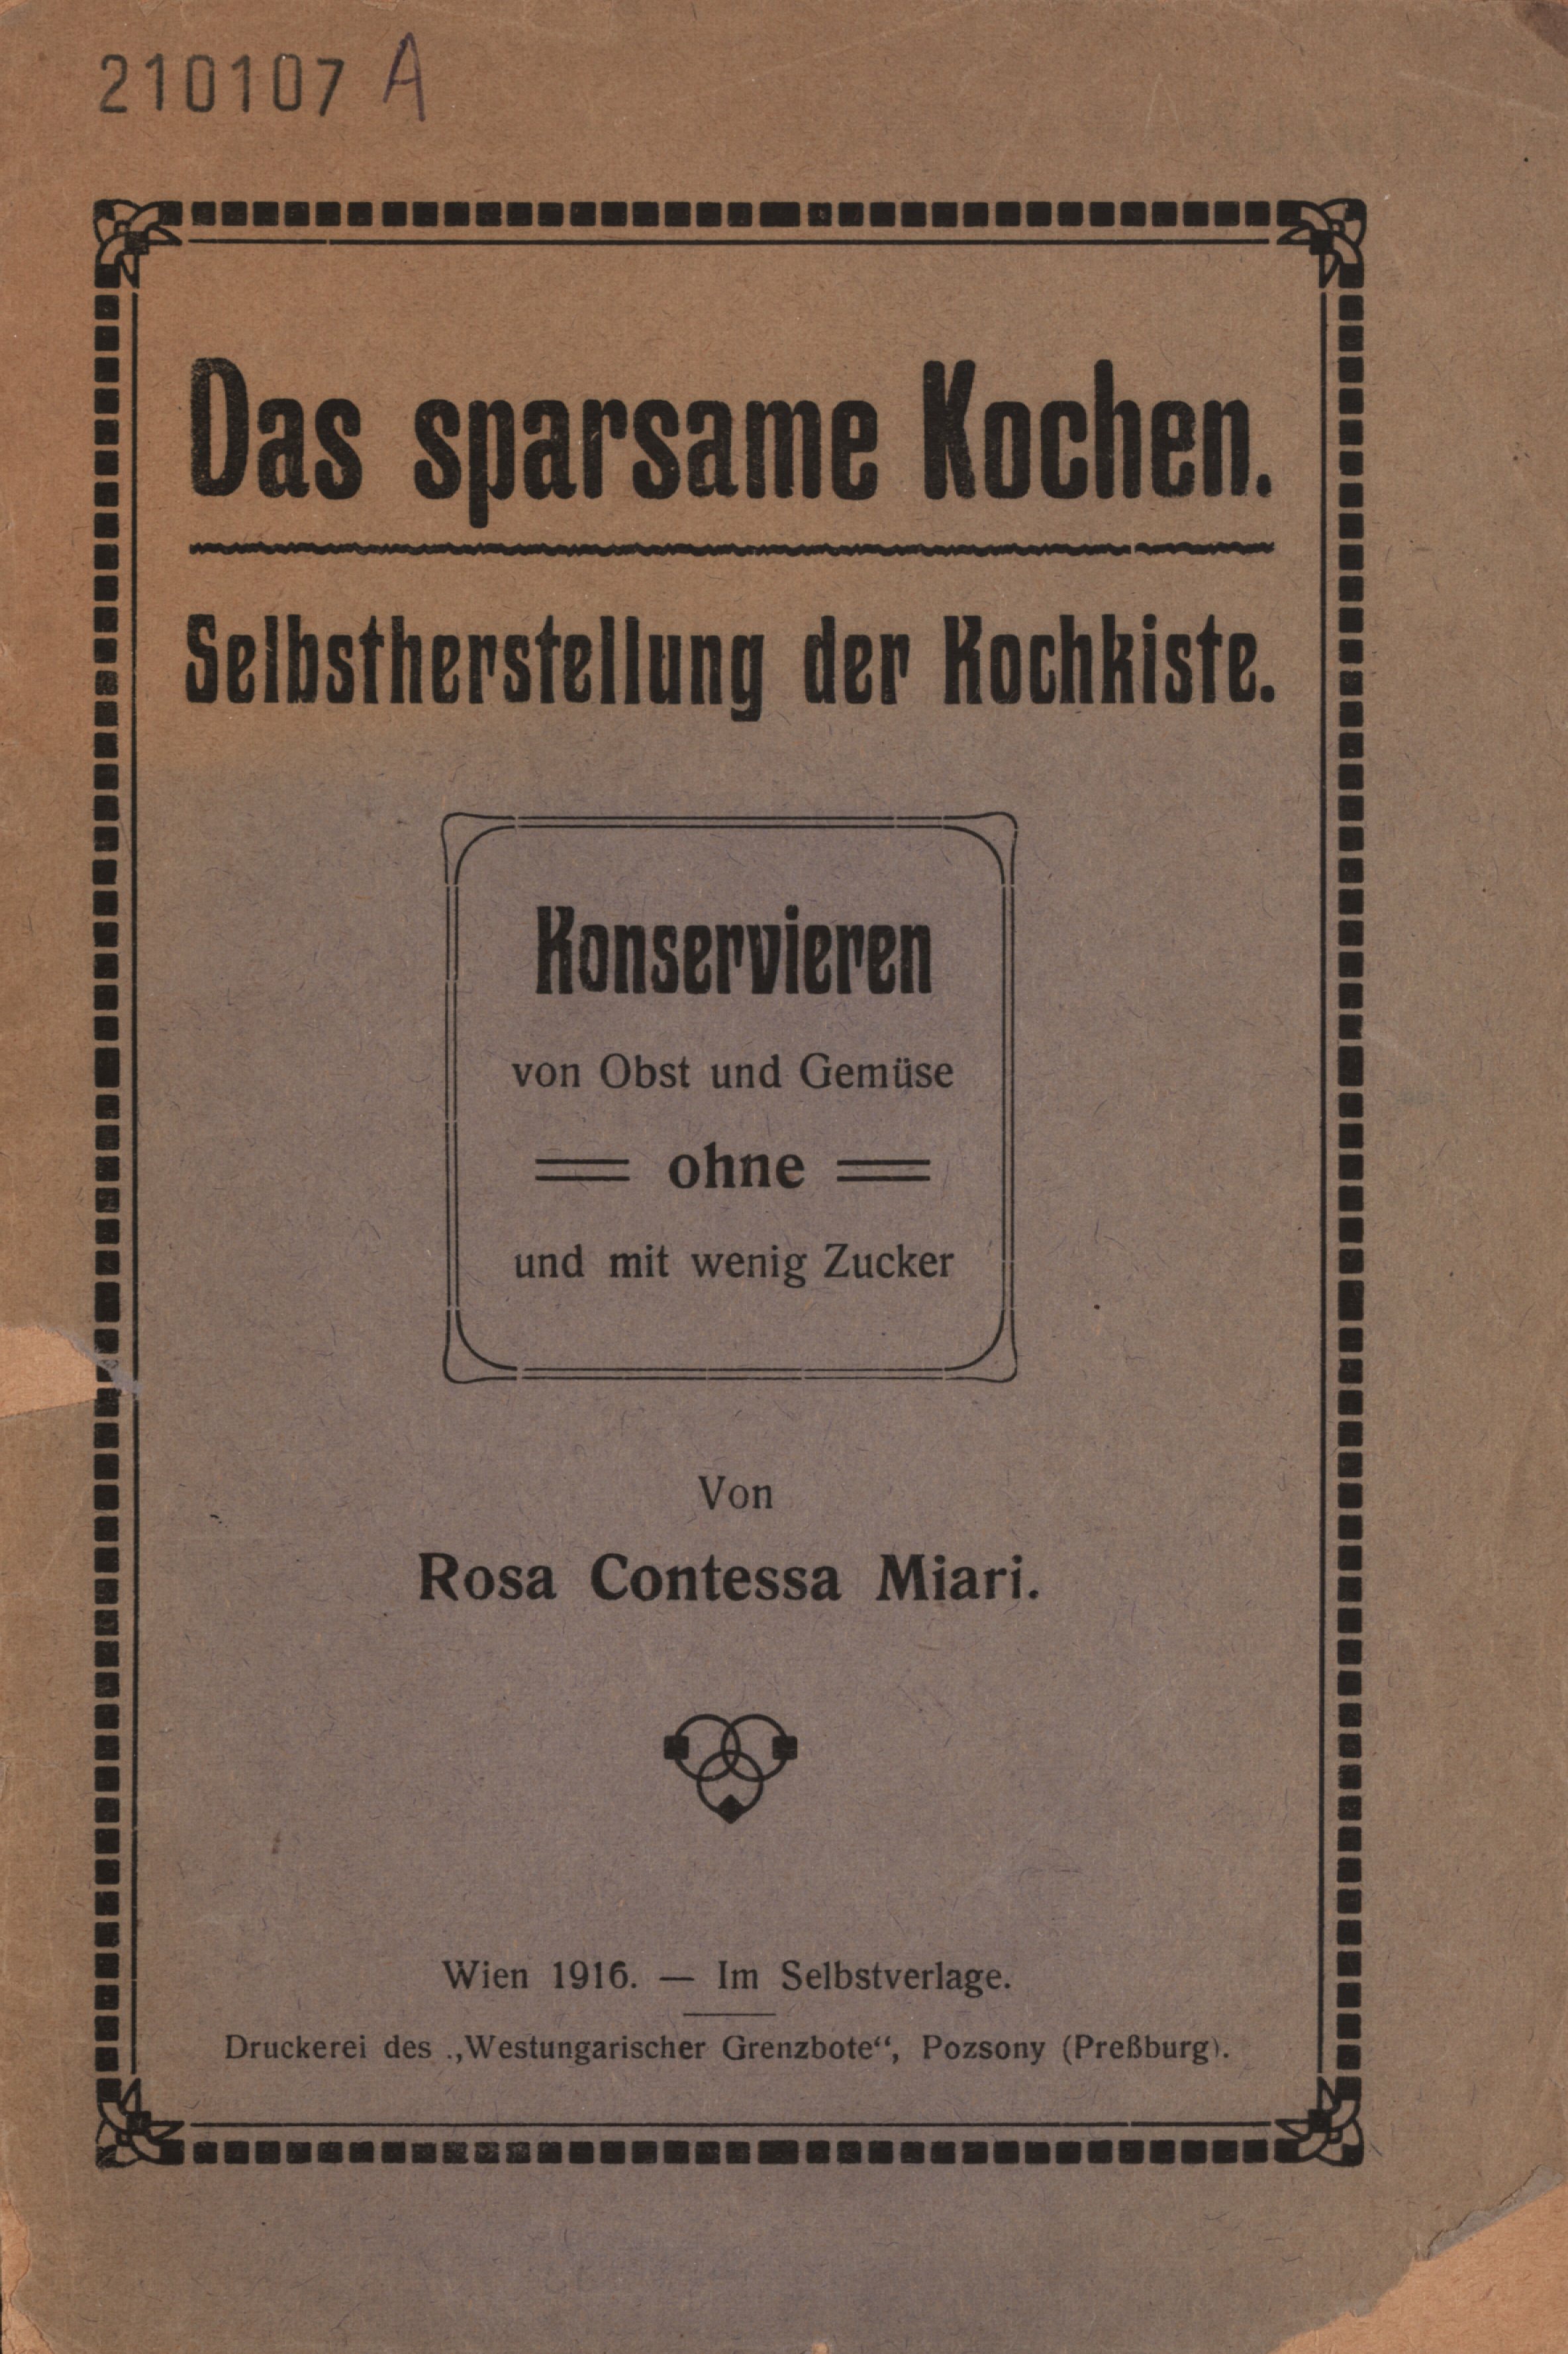 210107 A
Das sparsame Kochen.
Selbstherstellung der Kochkiste.
Konservieren
von Obst und Gemüse
ohne
und mit wenig Zucker
Von
Rosa Contessa Miari.
Wien 1916. — Im Selbstverlage.
Druckerei des „Westungarischer Grenzbote“, Pozsony (Preßburg).